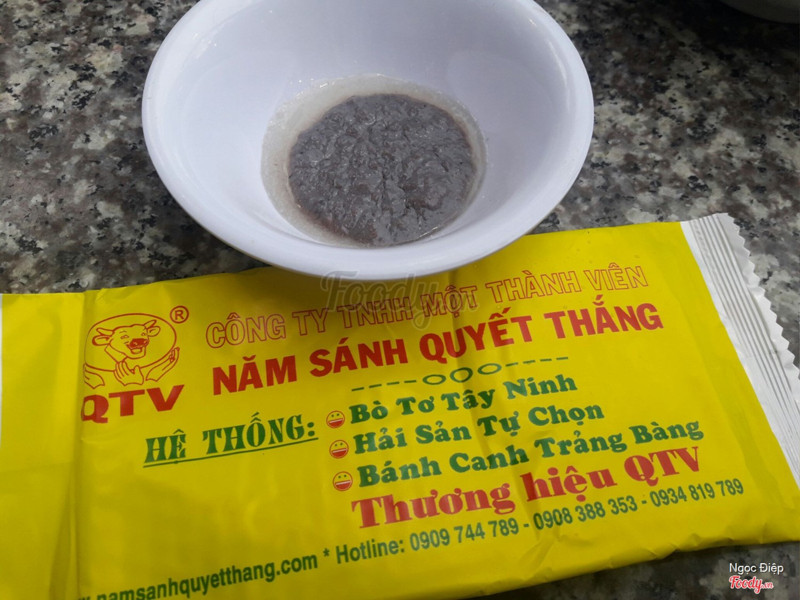 Foody.vn
CÔNG TY TNHH MỘT THÀNH VIÊN
®
NĂM SÁNH QUYẾT THẮNG
QTV
----oOo----
HỆ THỐNG:
Bò Tơ Tây Ninh
Hải Sản Tự Chọn
Bánh Canh Trảng Bàng
Thương hiệu QTV
.namsanhquyetthang.com * Hotline: 0909 744 789 - 0908 388 353 - 0934 819 789
Ngọc Điệp
Foody.vn